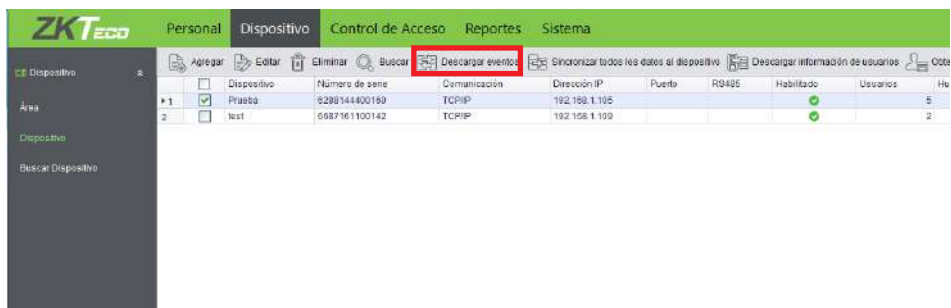 ZKTECO Personal Dispositivo Control de Acceso Reportes Sistema
Agregar Editar Eliminar Buscar Descargar eventos Sincronizar todos los datos al dispositivo Descargar información de usuarios Obte
Dispositivo
Dispositivo Número de serie Comunicación Dirección IP Puerto RS485 Habilitado Usuarios Hu
1 Prueba 6288144400160 TCP/IP 192.168.1.105 5
Área
2 test 6687161100142 TCP/IP 192.168.1.109 2
Dispositivo
Buscar Dispositivo